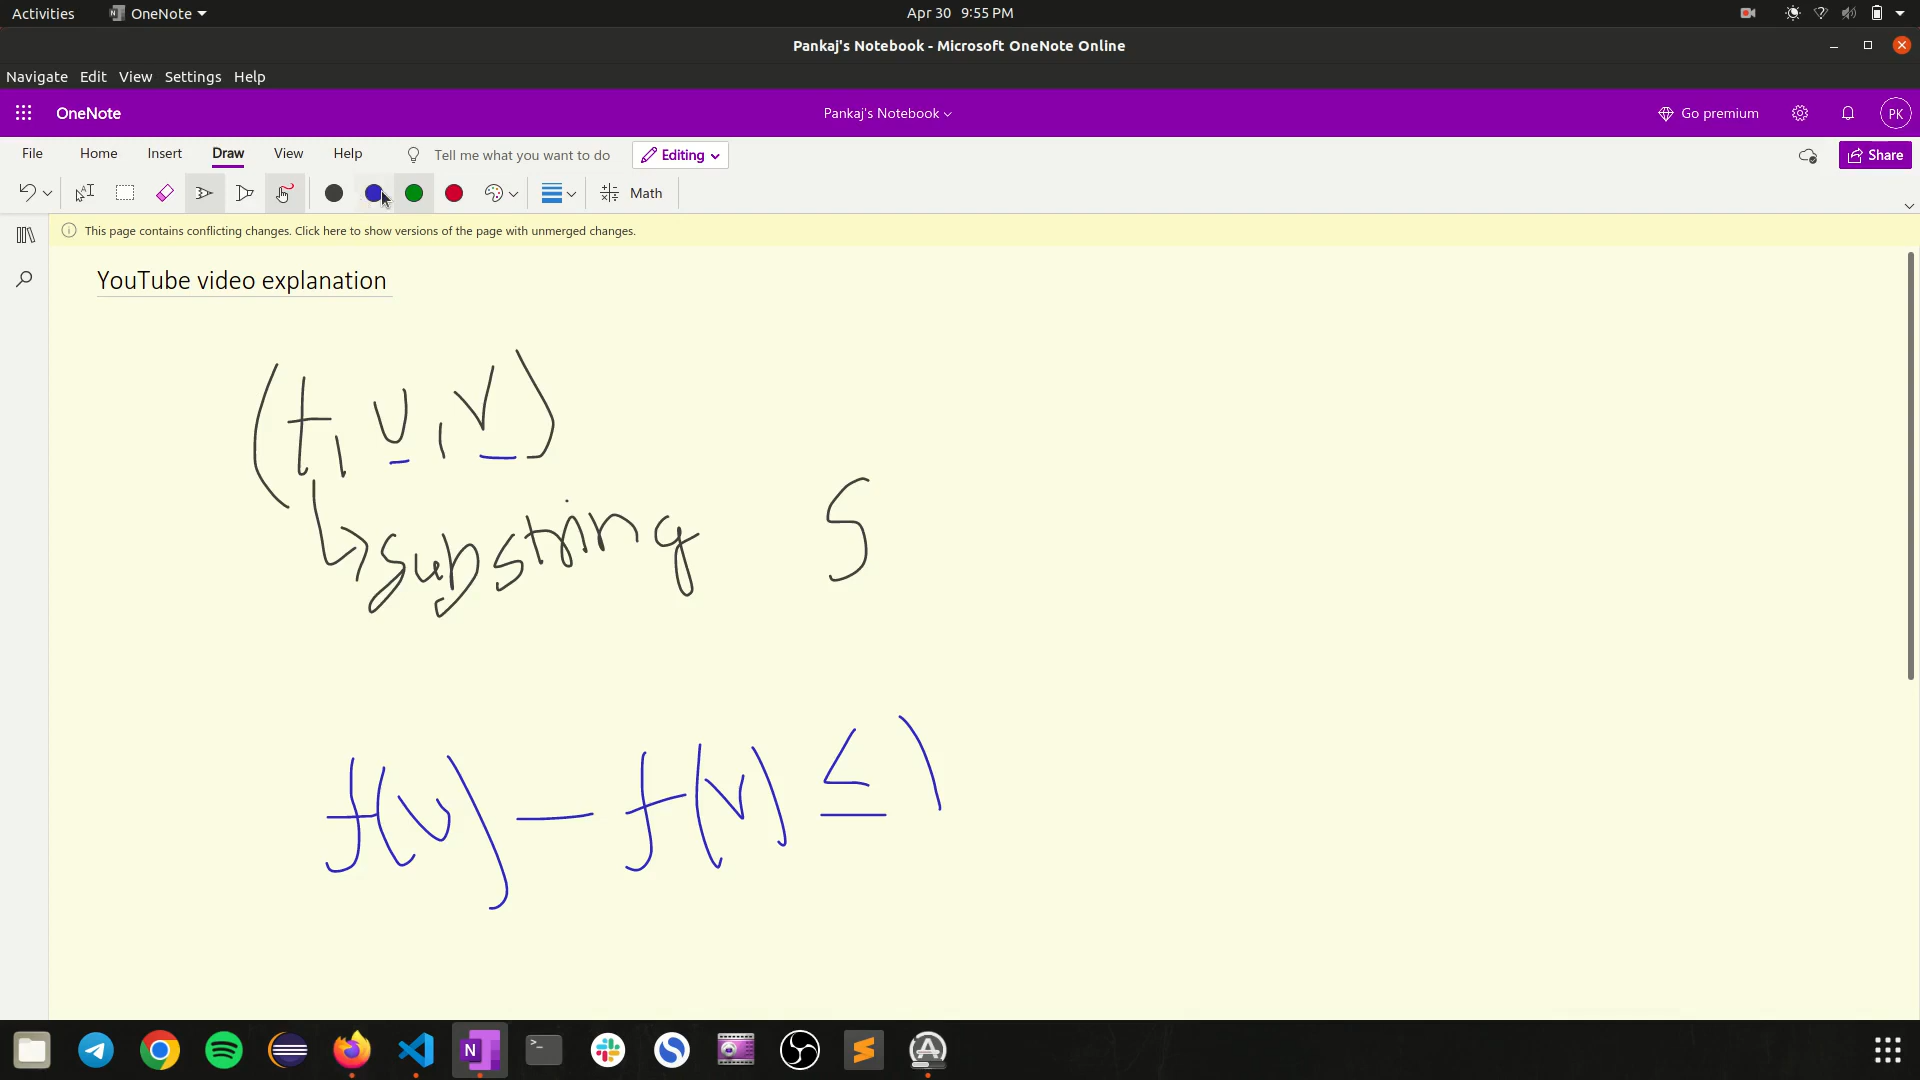 Activities OneNote Apr 30 9:55 PM
Pankaj's Notebook - Microsoft OneNote Online
Navigate Edit View Settings Help
OneNote Pankaj's Notebook Go premium PK
File Home Insert Draw View Help Tell me what you want to do Editing Share
Math
This page contains conflicting changes. Click here to show versions of the page with unmerged changes.
YouTube video explanation
(t, u, v)
substring S
f(u) - f(v) ≤ 1